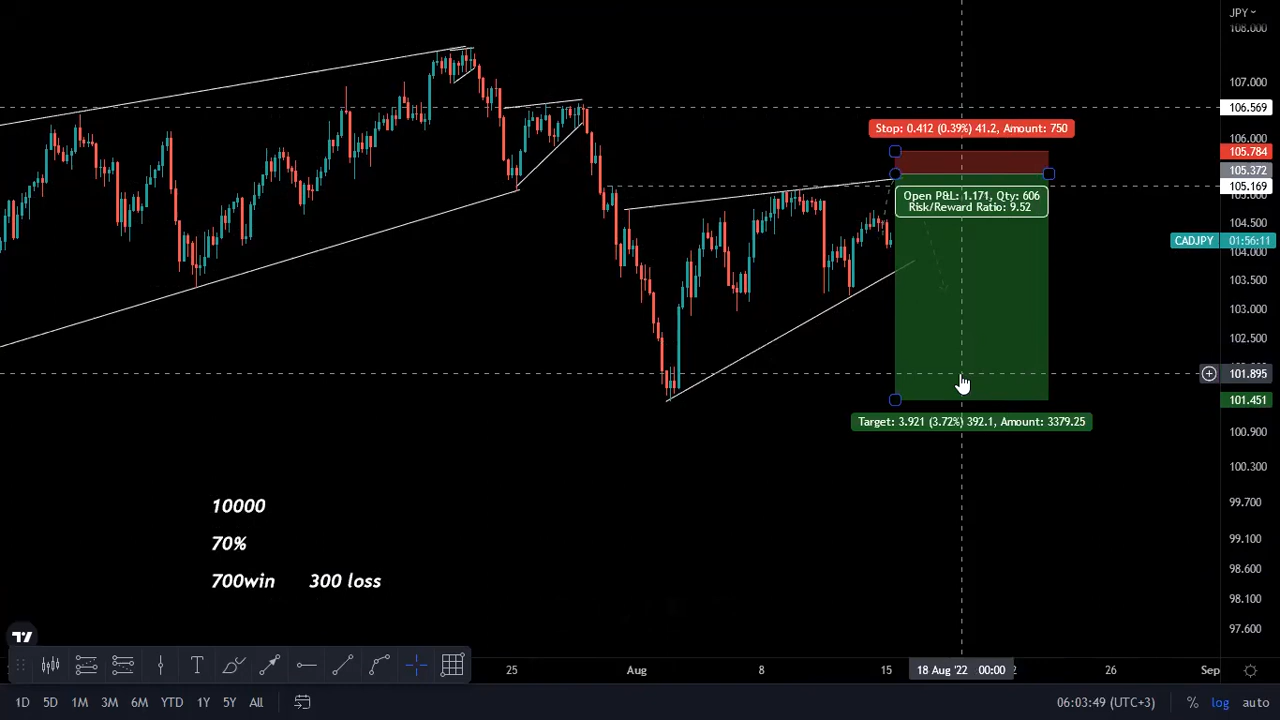 JPY
108.000
107.000
106.569
Stop: 0.412 (0.39%) 41.2, Amount: 750
106.000
105.784
105.372
105.169
Open P&L: 1.171, Qty: 606
Risk/Reward Ratio: 9.52
104.500
CADJPY 01:56:11
104.000
103.500
103.000
102.500
101.895
101.451
Target: 3.921 (3.72%) 392.1, Amount: 3379.25
100.900
100.300
10000
99.700
70%
99.100
98.600
700win 300 loss
98.100
97.600
25 Aug 8 15 18 Aug '22 00:00 26 Sep
1D 5D 1M 3M 6M YTD 1Y 5Y All 06:03:49 (UTC+3) % log auto